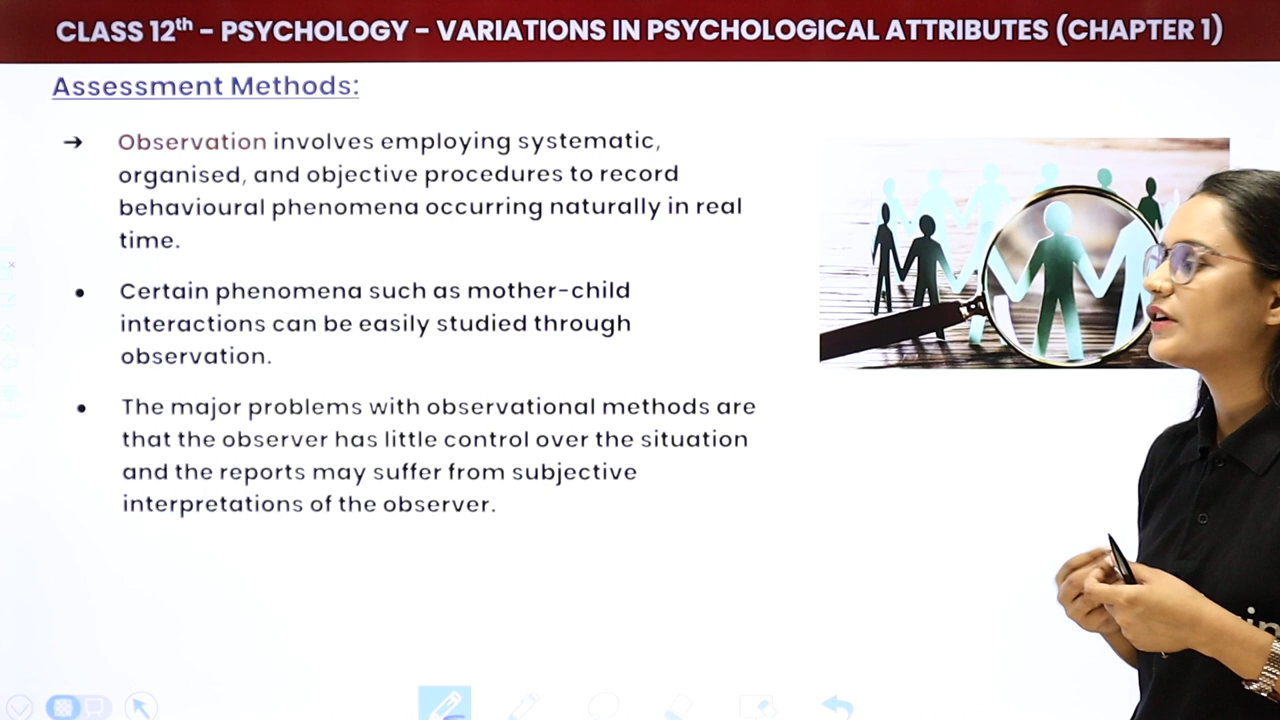 CLASS 12th – PSYCHOLOGY – VARIATIONS IN PSYCHOLOGICAL ATTRIBUTES (CHAPTER 1)
Assessment Methods:
→ Observation involves employing systematic,
organised, and objective procedures to record
behavioural phenomena occurring naturally in real
time.
• Certain phenomena such as mother-child
interactions can be easily studied through
observation.
• The major problems with observational methods are
that the observer has little control over the situation
and the reports may suffer from subjective
interpretations of the observer.